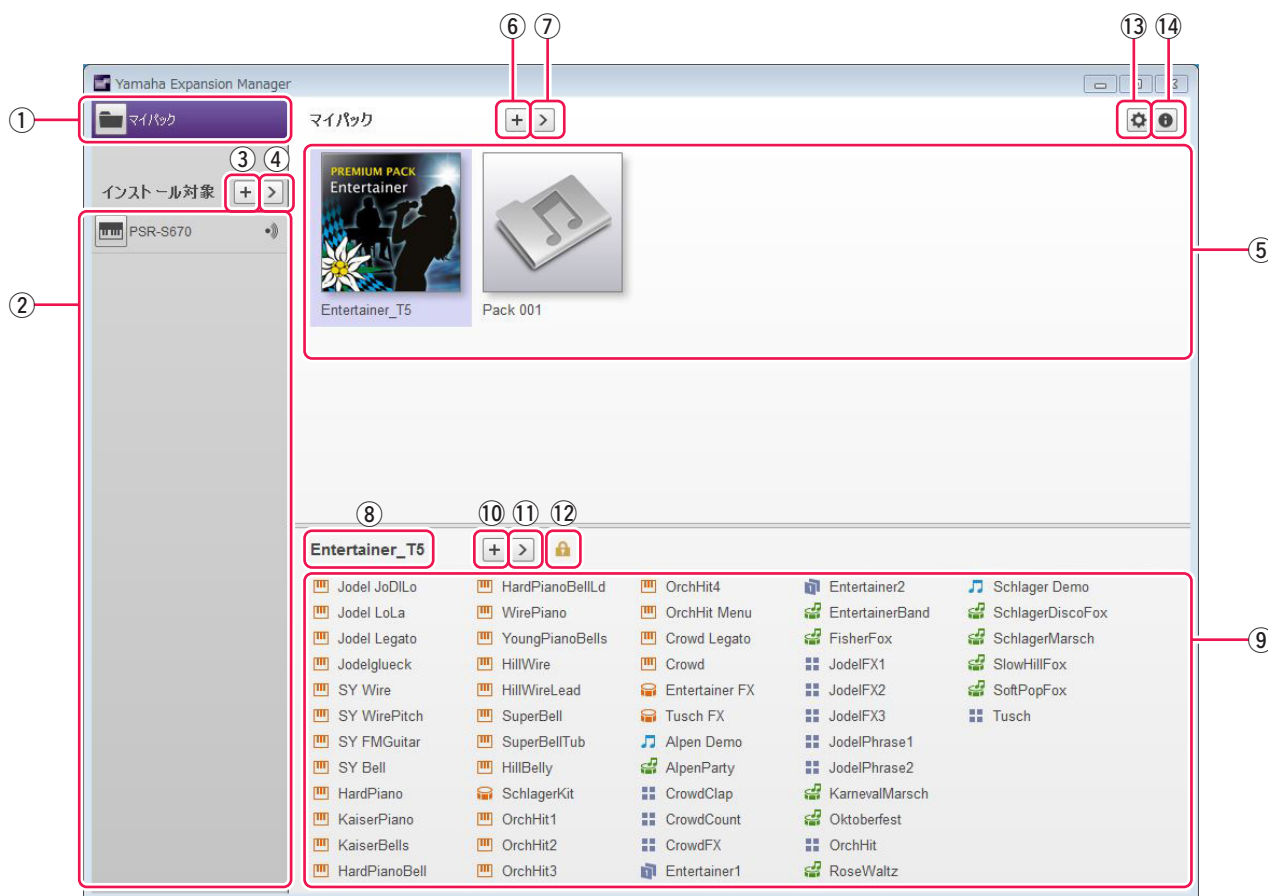 ⑥ ⑦ ⑬ ⑭
Yamaha Expansion Manager
① マイパック
マイパック
③ ④
インストール対象
PREMIUM PACK
Entertainer
② PSR-S670
⑤
Entertainer_T5 Pack 001
⑧ ⑩ ⑪ ⑫
Entertainer_T5
⑨
Jodel JoDlLo HardPianoBellLd OrchHit4 Entertainer2 Schlager Demo
Jodel LoLa WirePiano OrchHit Menu EntertainerBand SchlagerDiscoFox
Jodel Legato YoungPianoBells Crowd Legato FisherFox SchlagerMarsch
Jodelglueck HillWire Crowd JodelFX1 SlowHillFox
SY Wire HillWireLead Entertainer FX JodelFX2 SoftPopFox
SY WirePitch SuperBell Tusch FX JodelFX3 Tusch
SY FMGuitar SuperBellTub Alpen Demo JodelPhrase1
SY Bell HillBelly AlpenParty JodelPhrase2
HardPiano SchlagerKit CrowdClap KarnevalMarsch
KaiserPiano OrchHit1 CrowdCount Oktoberfest
KaiserBells OrchHit2 CrowdFX OrchHit
HardPianoBell OrchHit3 Entertainer1 RoseWaltz